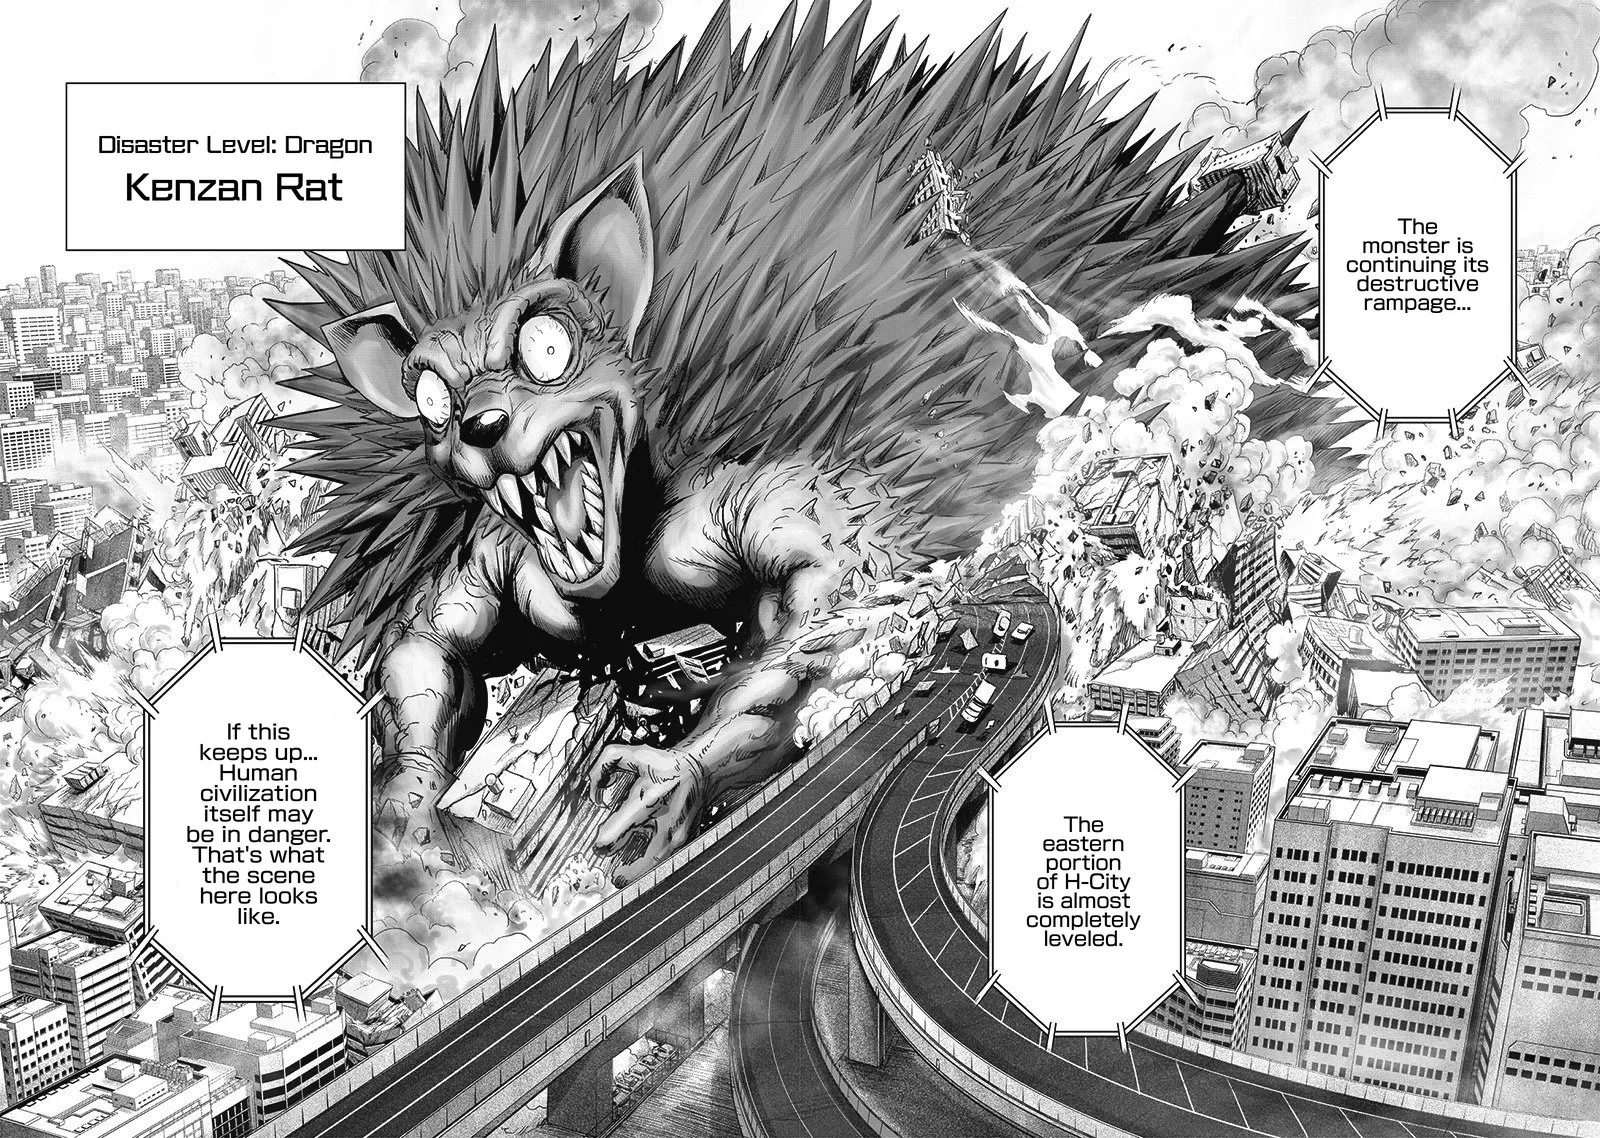 Disaster Level: Dragon
Kenzan Rat
The
monster is
continuing its
destructive
rampage...
The
eastern
portion
of H-City
is almost
completely
leveled.
If this
keeps up...
Human
civilization
itself may
be in danger.
That's what
the scene
here looks
like.